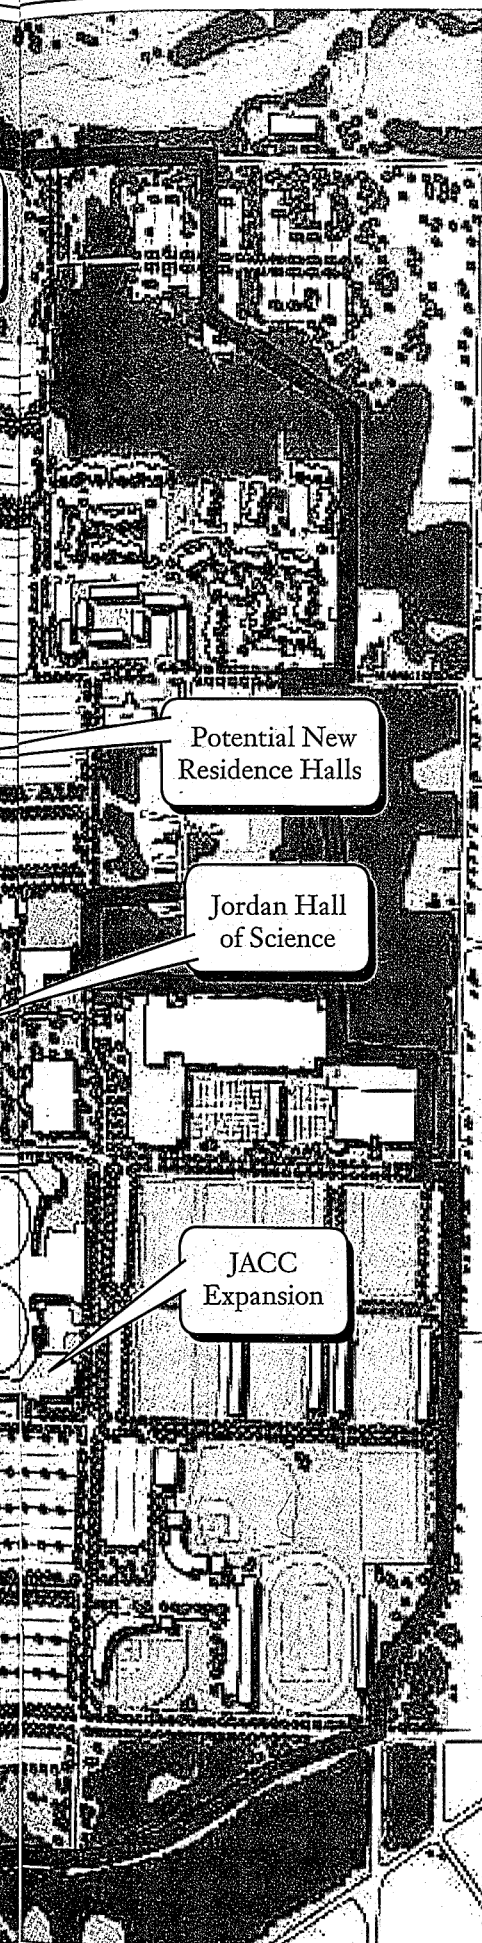 Potential New
Residence Halls
Jordan Hall
of Science
JACC
Expansion